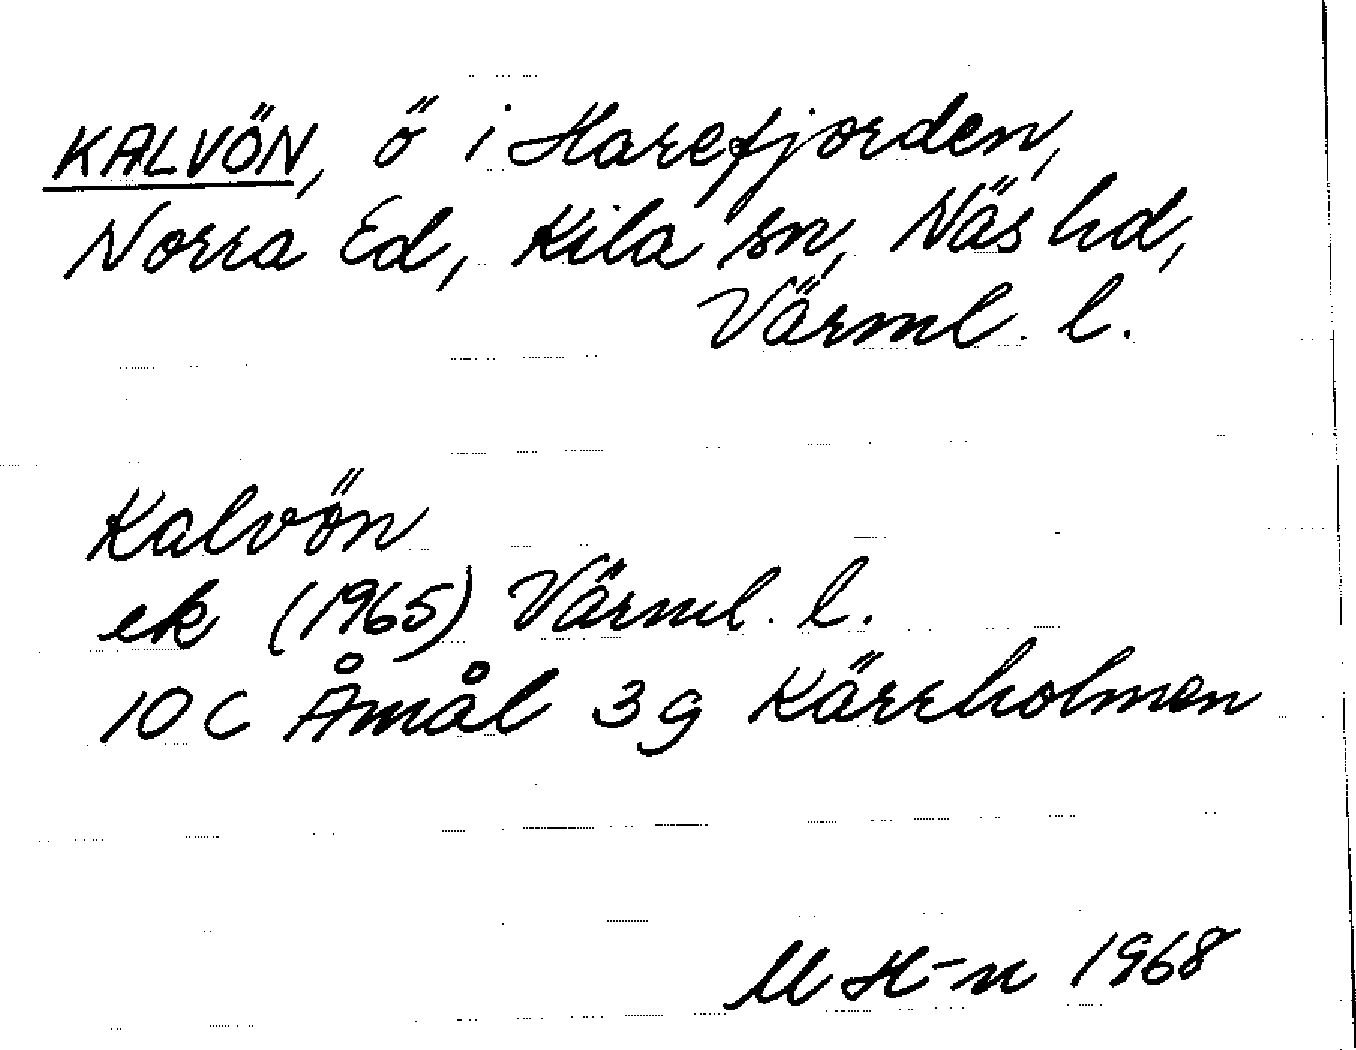 KALVÖN, ö i Harefjorden,
Norra Ed, Kila sn, Näs hd,
Värml. l.
Kalvön
ek (1965) Värml. l.
10 C Åmål 3 g Kärrholmen
M H-n 1968